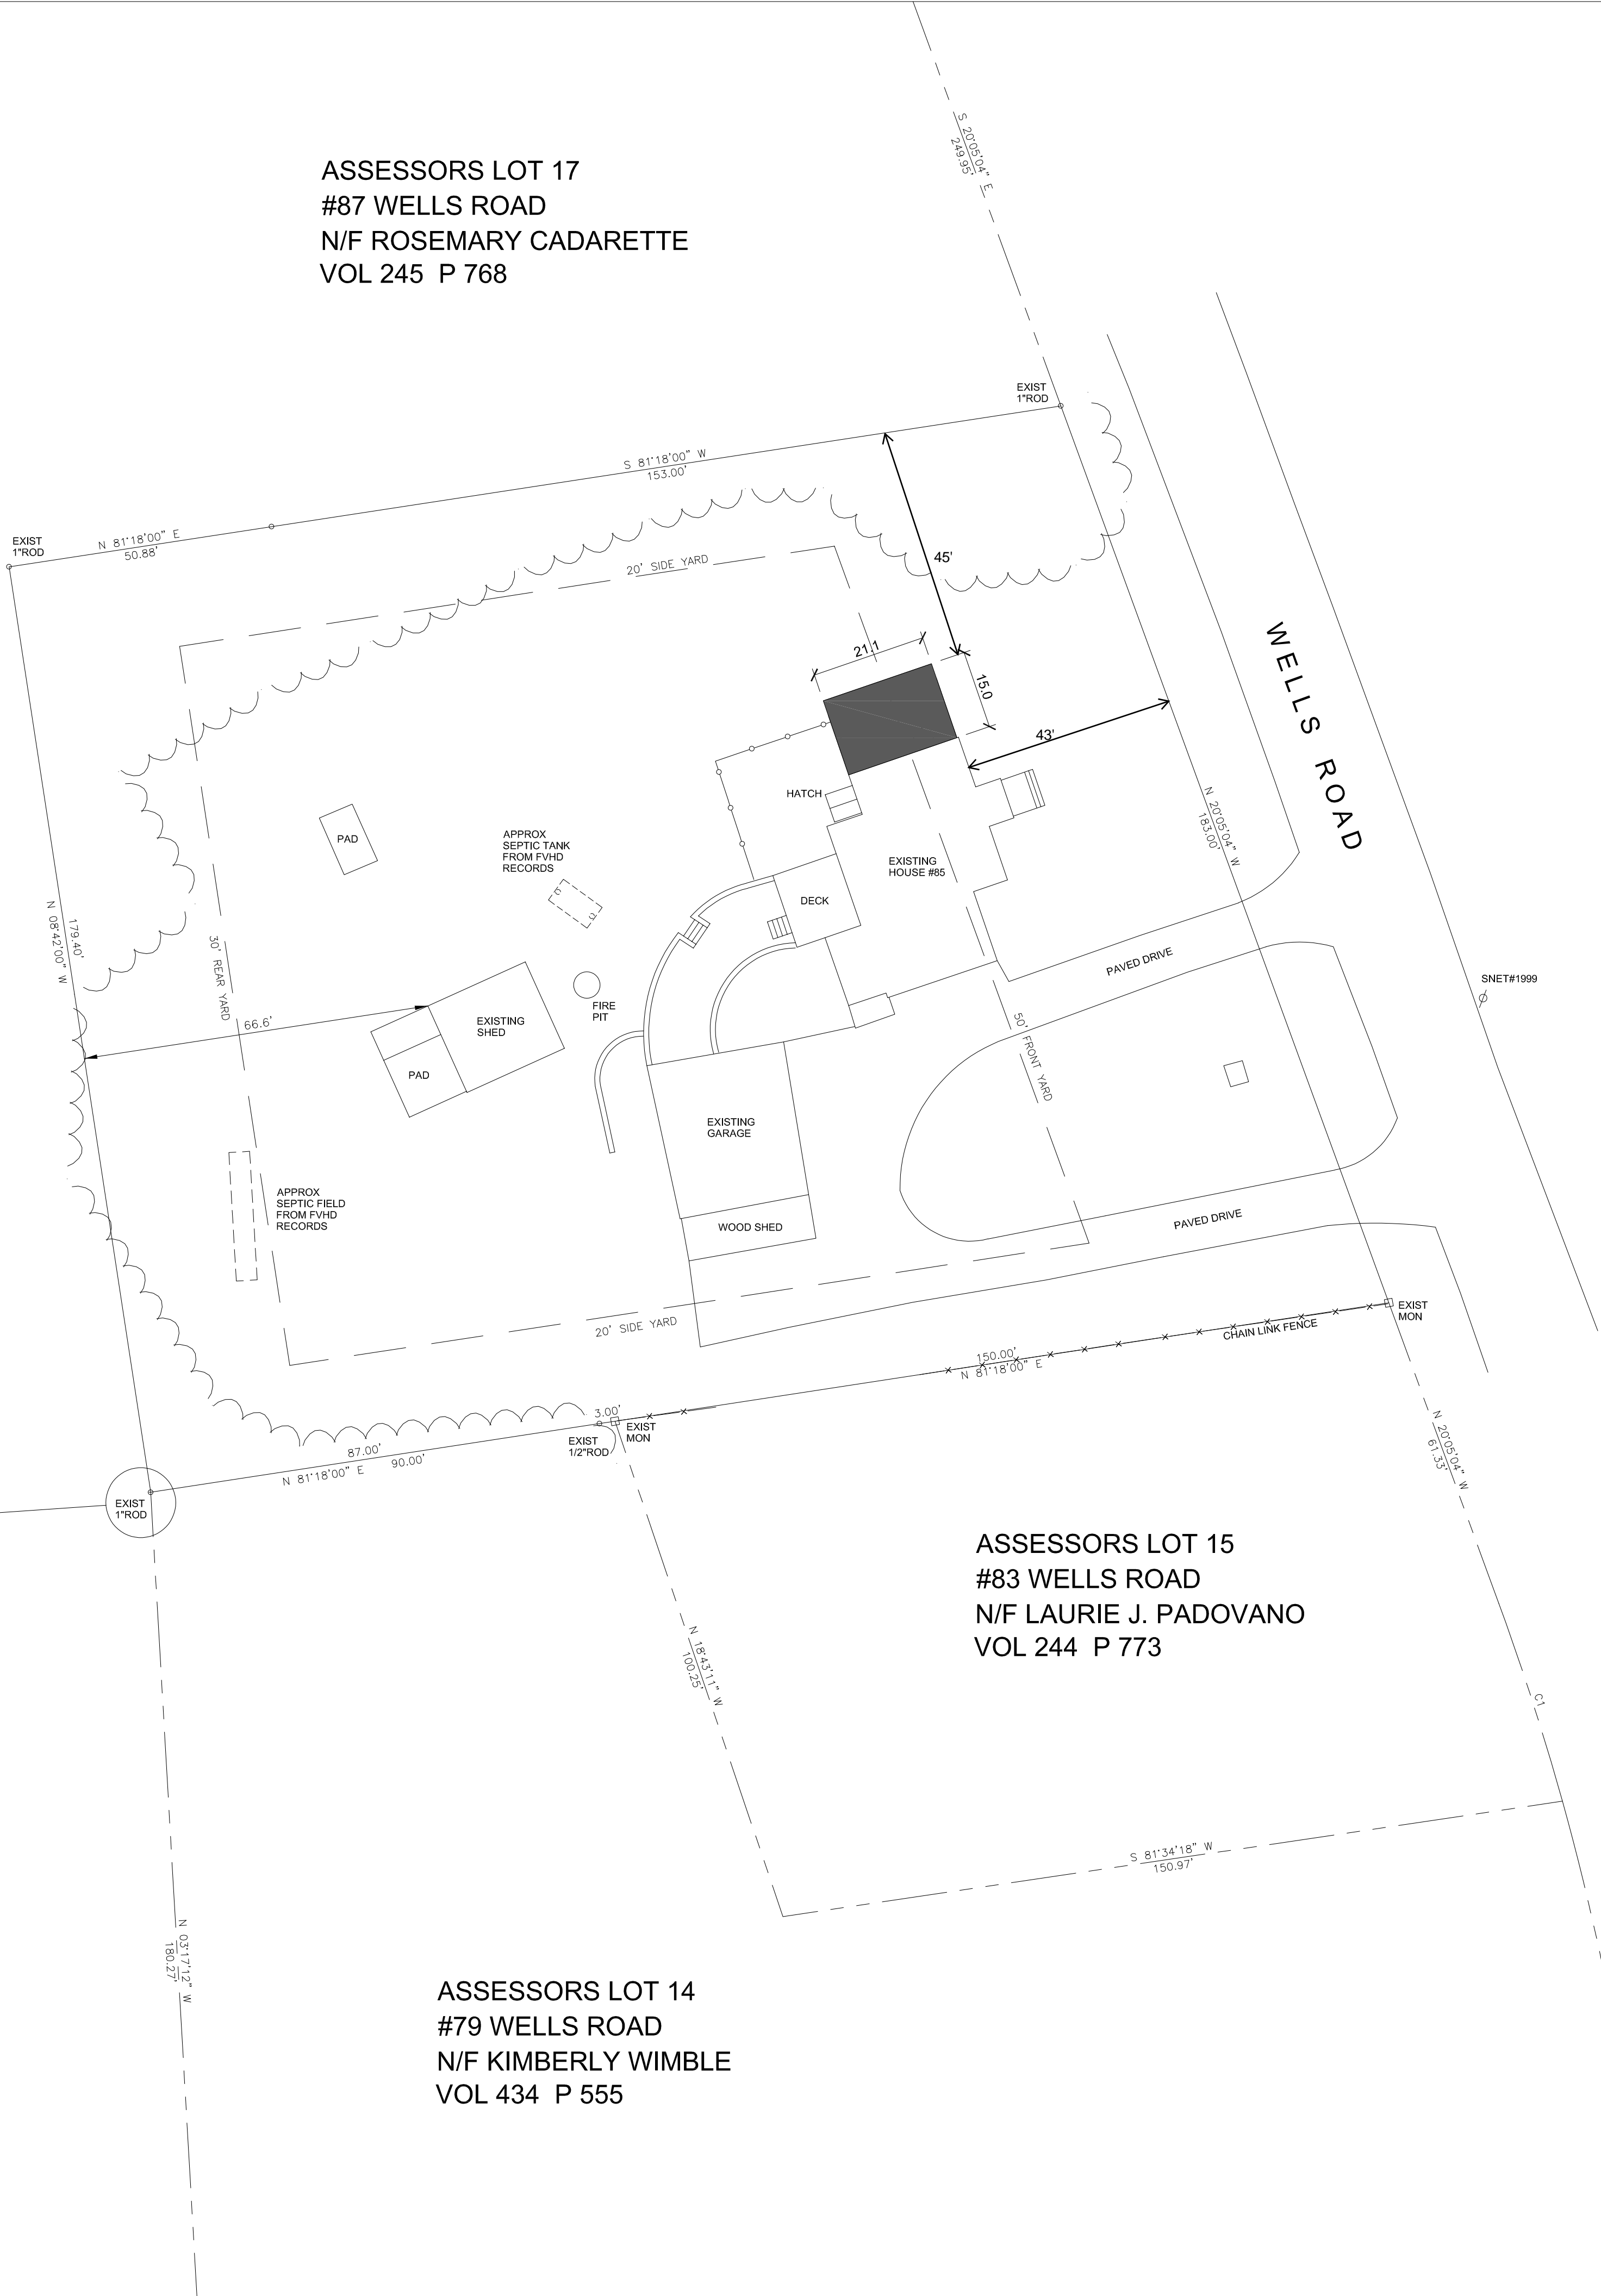 S 20°05'04" E
249.95'
ASSESSORS LOT 17
#87 WELLS ROAD
N/F ROSEMARY CADARETTE
VOL 245 P 768
EXIST
1"ROD
S 81°18'00" W
153.00'
EXIST
1"ROD
N 81°18'00" E
50.88'
20' SIDE YARD
45'
21.1
15.0
WELLS ROAD
43'
HATCH
N 20°05'04" W
183.00'
PAD
APPROX
SEPTIC TANK
FROM FVHD
RECORDS
EXISTING
HOUSE #85
DECK
179.40'
N 08°42'00" W
30' REAR YARD
PAVED DRIVE
SNET#1999
FIRE
PIT
66.6'
EXISTING
SHED
50' FRONT YARD
PAD
EXISTING
GARAGE
APPROX
SEPTIC FIELD
FROM FVHD
RECORDS
WOOD SHED
PAVED DRIVE
20' SIDE YARD
EXIST
MON
CHAIN LINK FENCE
150.00'
N 81°18'00" E
3.00'
EXIST
MON
EXIST
1/2"ROD
87.00'
90.00'
N 81°18'00" E
N 20°05'04" W
61.33'
EXIST
1"ROD
ASSESSORS LOT 15
#83 WELLS ROAD
N/F LAURIE J. PADOVANO
VOL 244 P 773
N 18°43'11" W
100.25'
C1
S 81°34'18" W
150.97'
N 03°17'12" W
180.27'
ASSESSORS LOT 14
#79 WELLS ROAD
N/F KIMBERLY WIMBLE
VOL 434 P 555